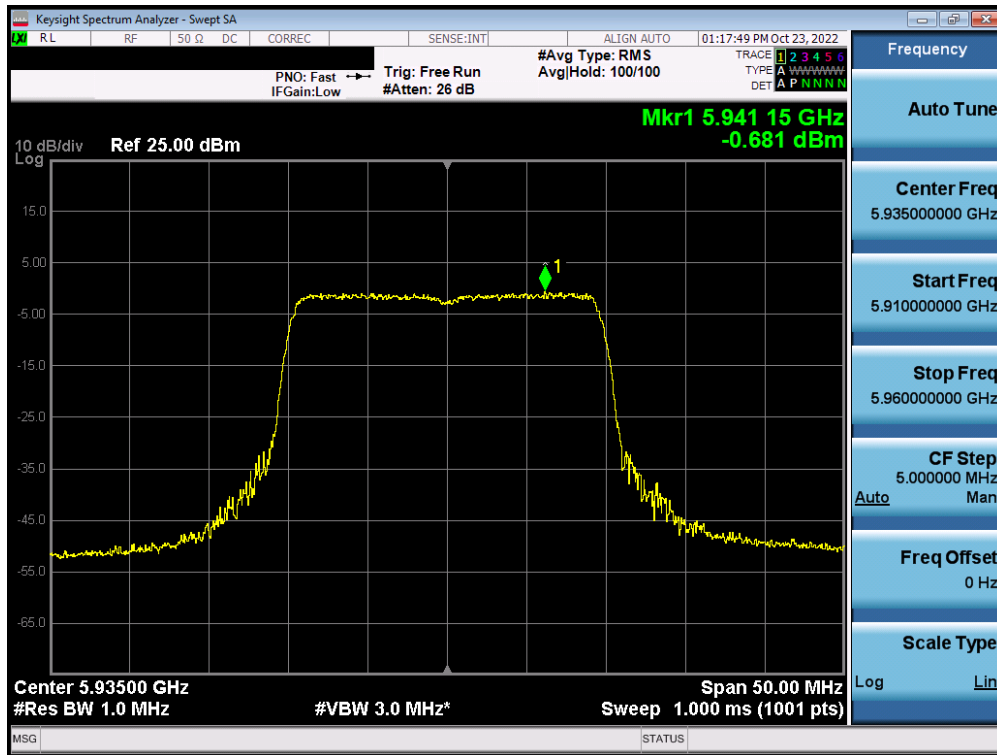 Keysight Spectrum Analyzer - Swept SA
LXI RL RF 50 Ω DC CORREC SENSE:INT ALIGN AUTO 01:17:49 PM Oct 23, 2022
PNO: Fast
IFGain:Low
Trig: Free Run
#Atten: 26 dB
#Avg Type: RMS
Avg|Hold: 100/100
TRACE 1 2 3 4 5 6
TYPE A WWWWW
DET A P N N N N
Mkr1 5.941 15 GHz
-0.681 dBm
10 dB/div Ref 25.00 dBm
Log
15.0
5.00
1
-5.00
-15.0
-25.0
-35.0
-45.0
-55.0
-65.0
Center 5.93500 GHz Span 50.00 MHz
#Res BW 1.0 MHz #VBW 3.0 MHz* Sweep 1.000 ms (1001 pts)
MSG STATUS
Frequency
Auto Tune
Center Freq
5.935000000 GHz
Start Freq
5.910000000 GHz
Stop Freq
5.960000000 GHz
CF Step
5.000000 MHz
Auto Man
Freq Offset
0 Hz
Scale Type
Log Lin